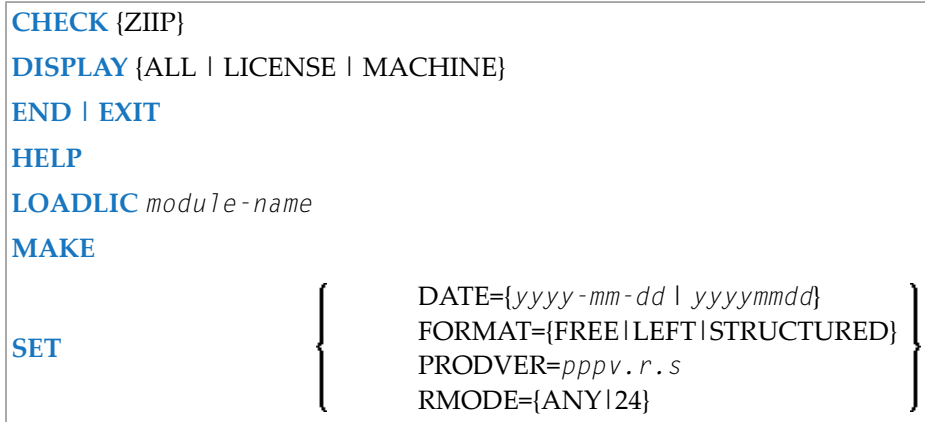 CHECK {ZIIP}
DISPLAY {ALL | LICENSE | MACHINE}
END | EXIT
HELP
LOADLIC module-name
MAKE
SET
DATE={yyyy-mm-dd | yyyymmdd}
FORMAT={FREE|LEFT|STRUCTURED}
PRODVER=pppv.r.s
RMODE={ANY|24}